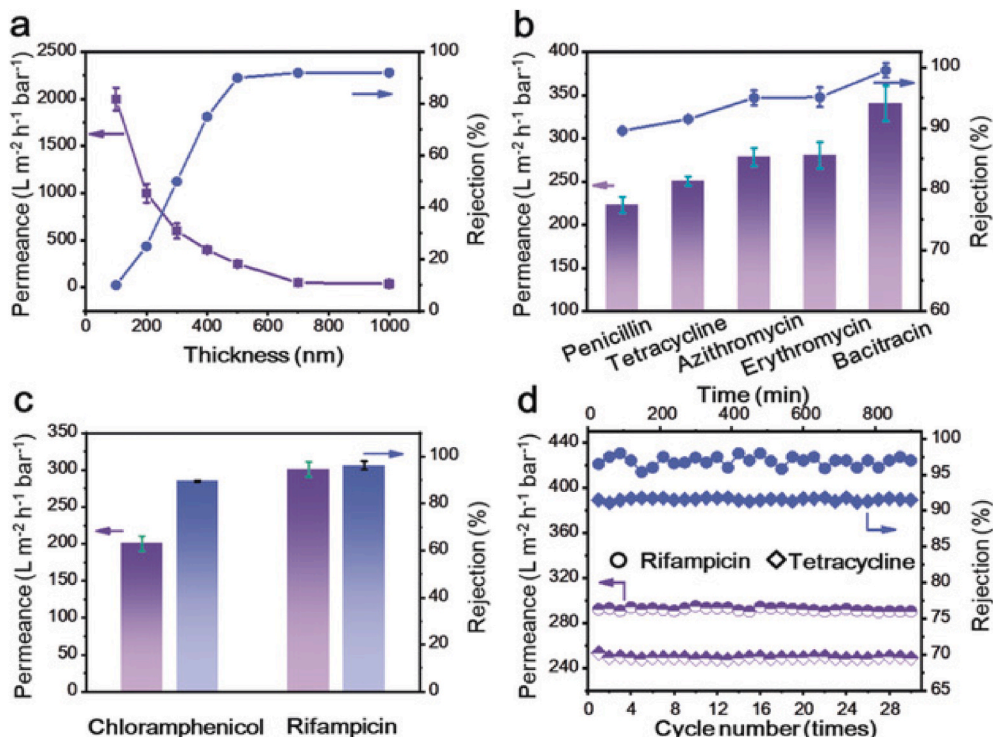 a
2500
2000
1500
1000
500
0
Permeance (L m⁻² h⁻¹ bar⁻¹)
100
80
60
40
20
0
Rejection (%)
0 200 400 600 800 1000
Thickness (nm)
b
400
350
300
250
200
150
100
Permeance (L m⁻² h⁻¹ bar⁻¹)
100
90
80
70
60
Rejection (%)
Penicillin
Tetracycline
Azithromycin
Erythromycin
Bacitracin
c
350
300
250
200
150
100
50
0
Permeance (L m⁻² h⁻¹ bar⁻¹)
100
80
60
40
20
0
Rejection (%)
Chloramphenicol Rifampicin
d
Time (min)
0 200 400 600 800
440
400
360
320
280
240
Permeance (L m⁻² h⁻¹ bar⁻¹)
100
95
90
85
80
75
70
65
Rejection (%)
Rifampicin Tetracycline
0 4 8 12 16 20 24 28
Cycle number (times)